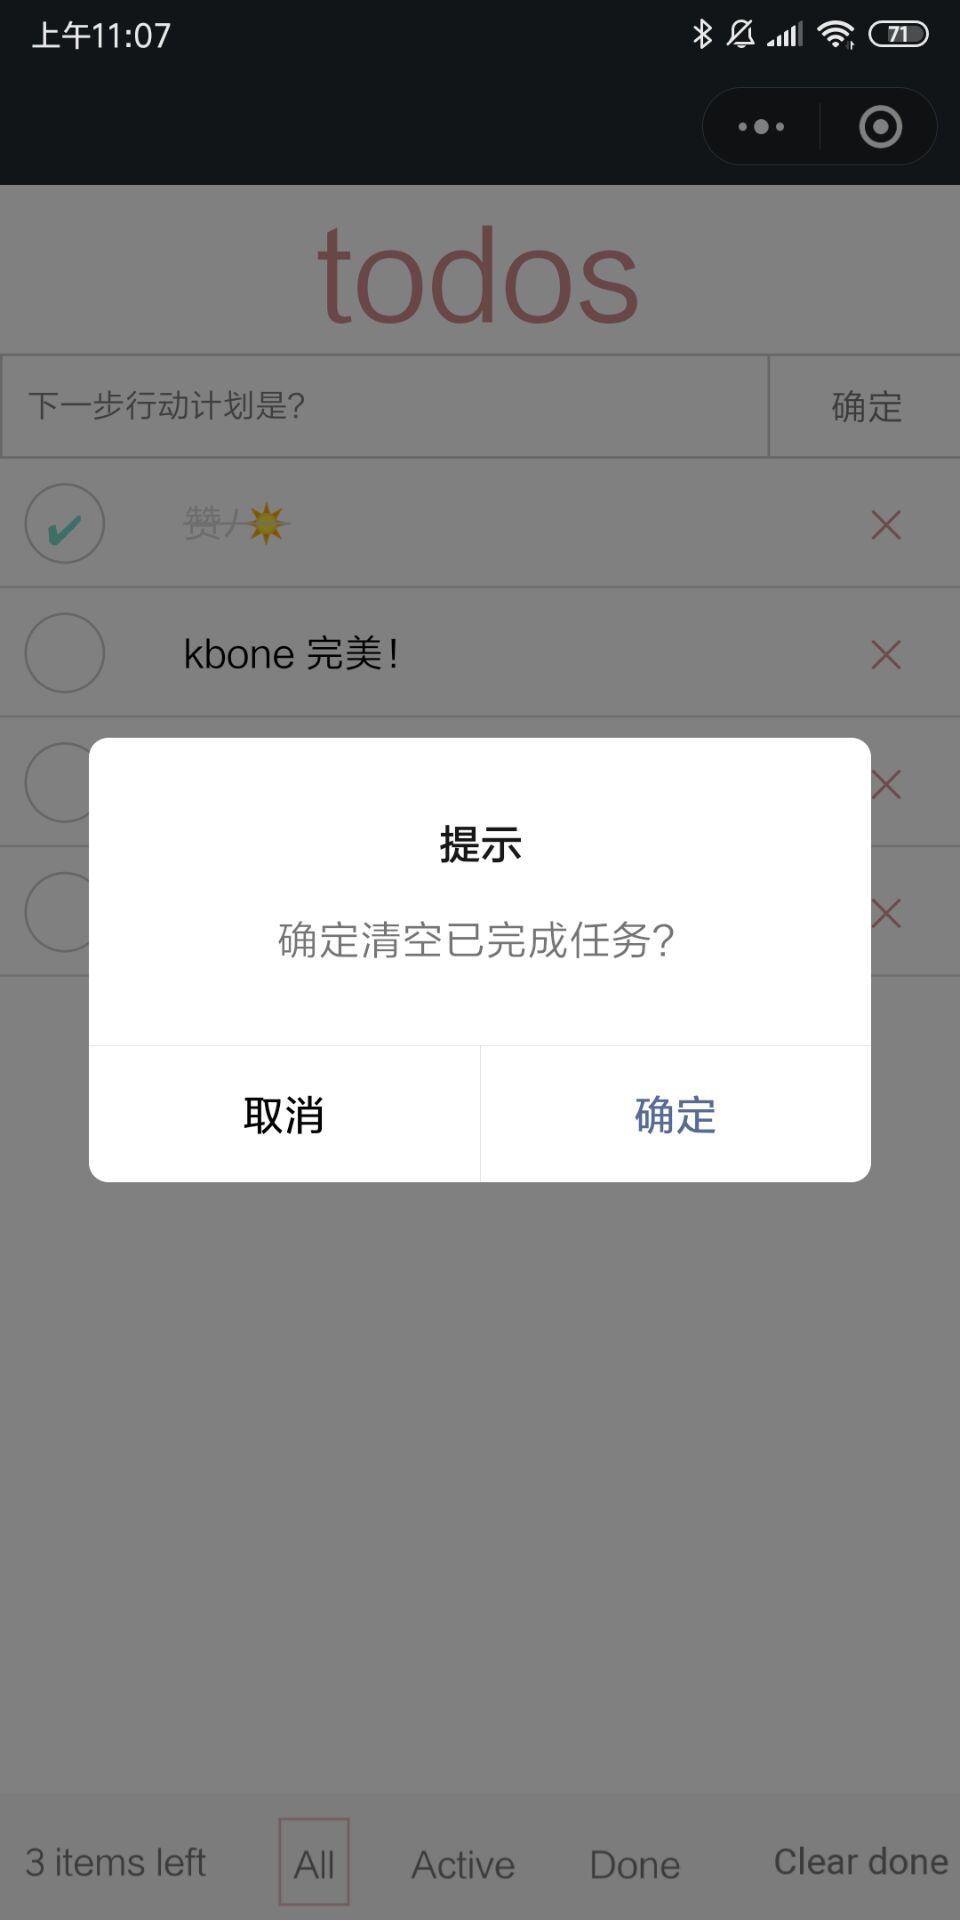 上午11:07
71
todos
下一步行动计划是?
确定
赞/☀️
kbone 完美!
提示
确定清空已完成任务?
取消
确定
3 items left
All
Active
Done
Clear done